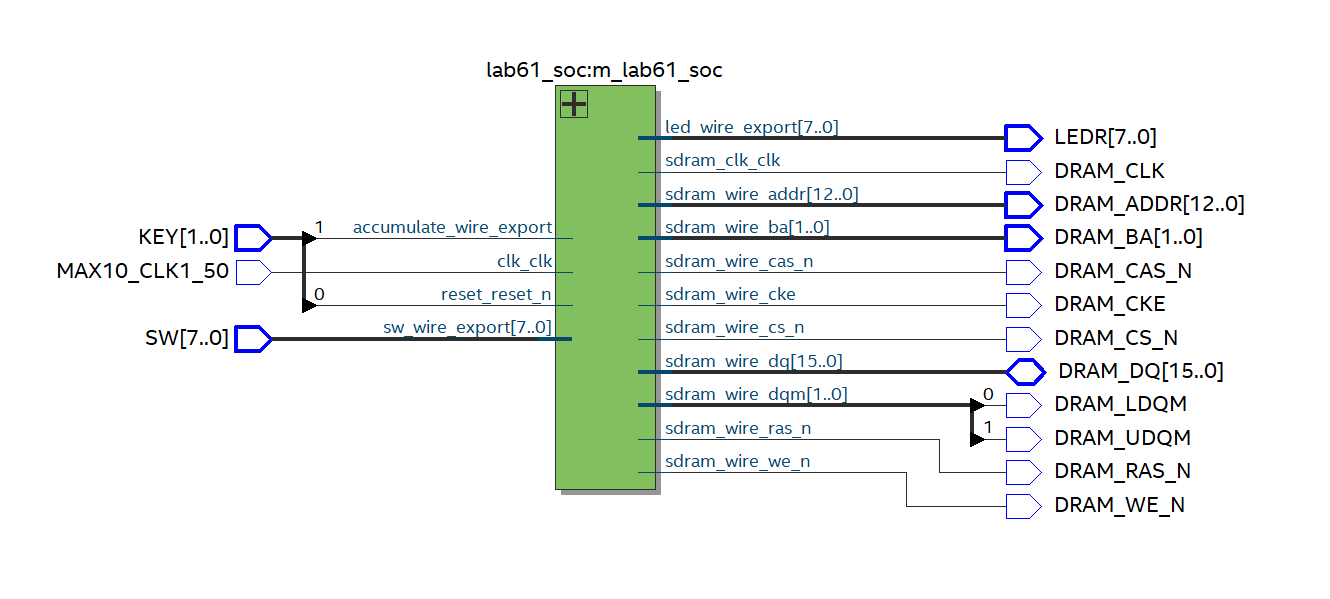 lab61_soc:m_lab61_soc
led_wire_export[7..0]
LEDR[7..0]
sdram_clk_clk
DRAM_CLK
sdram_wire_addr[12..0]
DRAM_ADDR[12..0]
KEY[1..0]
1
accumulate_wire_export
sdram_wire_ba[1..0]
DRAM_BA[1..0]
MAX10_CLK1_50
clk_clk
sdram_wire_cas_n
DRAM_CAS_N
0
reset_reset_n
sdram_wire_cke
DRAM_CKE
SW[7..0]
sw_wire_export[7..0]
sdram_wire_cs_n
DRAM_CS_N
sdram_wire_dq[15..0]
DRAM_DQ[15..0]
sdram_wire_dqm[1..0]
0
DRAM_LDQM
sdram_wire_ras_n
1
DRAM_UDQM
sdram_wire_we_n
DRAM_RAS_N
DRAM_WE_N